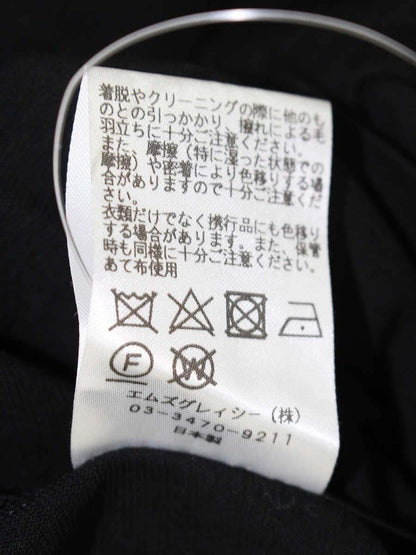 着脱やクリーニングの際に他のも
のとの引っかかり、擦れによる毛
羽立ちに十分ご注意ください。
また、摩擦（特に湿った状態での
摩擦）や密着により色移りする場
合がありますので十分ご注意くだ
さい。
衣類だけでなく携行品にも色移り
する場合があります。また、保管
時も同様に十分ご注意ください。
あて布使用
F W
エムズグレイシー（株）
03-3470-9211
日本製